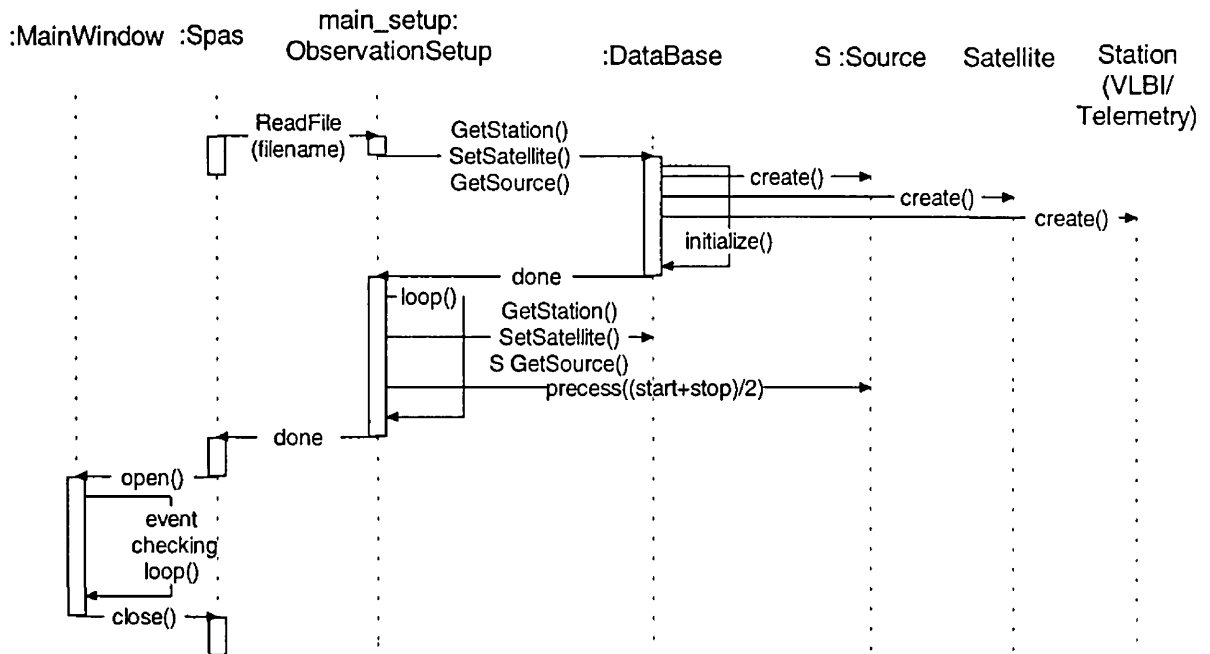 :MainWindow :Spas
main_setup:
ObservationSetup
:DataBase
S :Source
Satellite
Station
(VLBI/
Telemetry)
ReadFile
(filename)
GetStation()
SetSatellite()
GetSource()
create()
create()
create()
initialize()
done
loop()
GetStation()
SetSatellite()
S GetSource()
precess((start+stop)/2)
done
open()
event
checking
loop()
close()